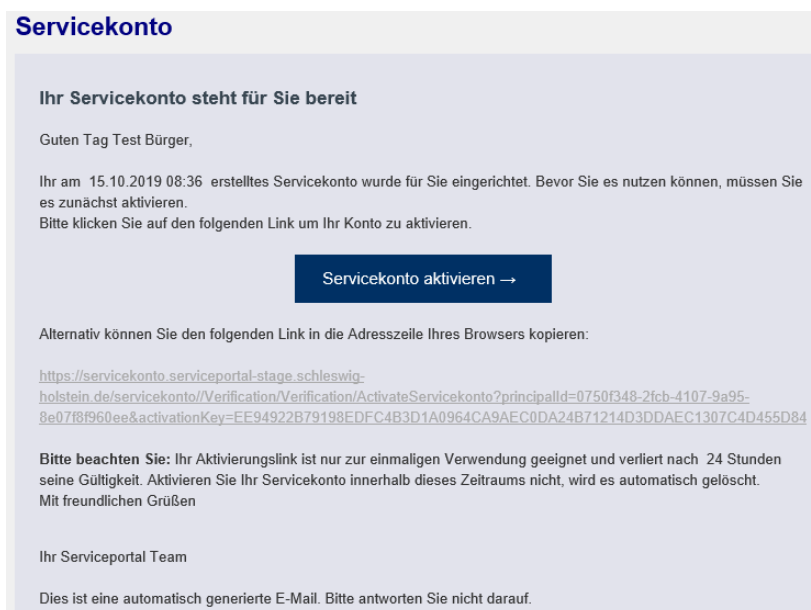 Servicekonto
Ihr Servicekonto steht für Sie bereit
Guten Tag Test Bürger,
Ihr am 15.10.2019 08:36 erstelltes Servicekonto wurde für Sie eingerichtet. Bevor Sie es nutzen können, müssen Sie
es zunächst aktivieren.
Bitte klicken Sie auf den folgenden Link um Ihr Konto zu aktivieren.
Servicekonto aktivieren →
Alternativ können Sie den folgenden Link in die Adresszeile Ihres Browsers kopieren:
https://servicekonto.serviceportal-stage.schleswig-
holstein.de/servicekonto//Verification/Verification/ActivateServicekonto?principalId=0750f348-2fcb-4107-9a95-
8e07f8f960ee&activationKey=EE94922B79198EDFC4B3D1A0964CA9AEC0DA24B71214D3DDAEC1307C4D455D84
Bitte beachten Sie: Ihr Aktivierungslink ist nur zur einmaligen Verwendung geeignet und verliert nach 24 Stunden
seine Gültigkeit. Aktivieren Sie Ihr Servicekonto innerhalb dieses Zeitraums nicht, wird es automatisch gelöscht.
Mit freundlichen Grüßen
Ihr Serviceportal Team
Dies ist eine automatisch generierte E-Mail. Bitte antworten Sie nicht darauf.